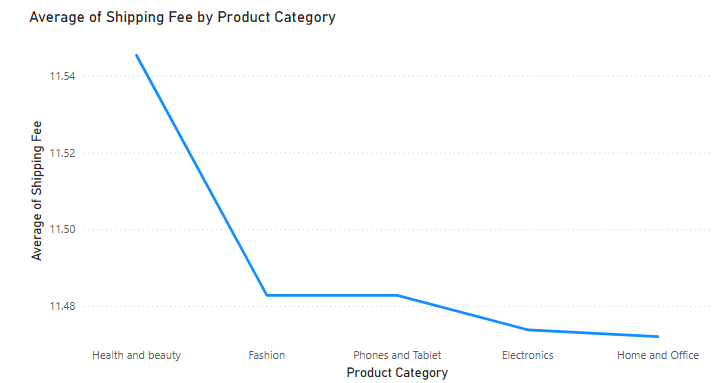 Average of Shipping Fee by Product Category
Average of Shipping Fee
11.54
11.52
11.50
11.48
Health and beauty
Fashion
Phones and Tablet
Electronics
Home and Office
Product Category